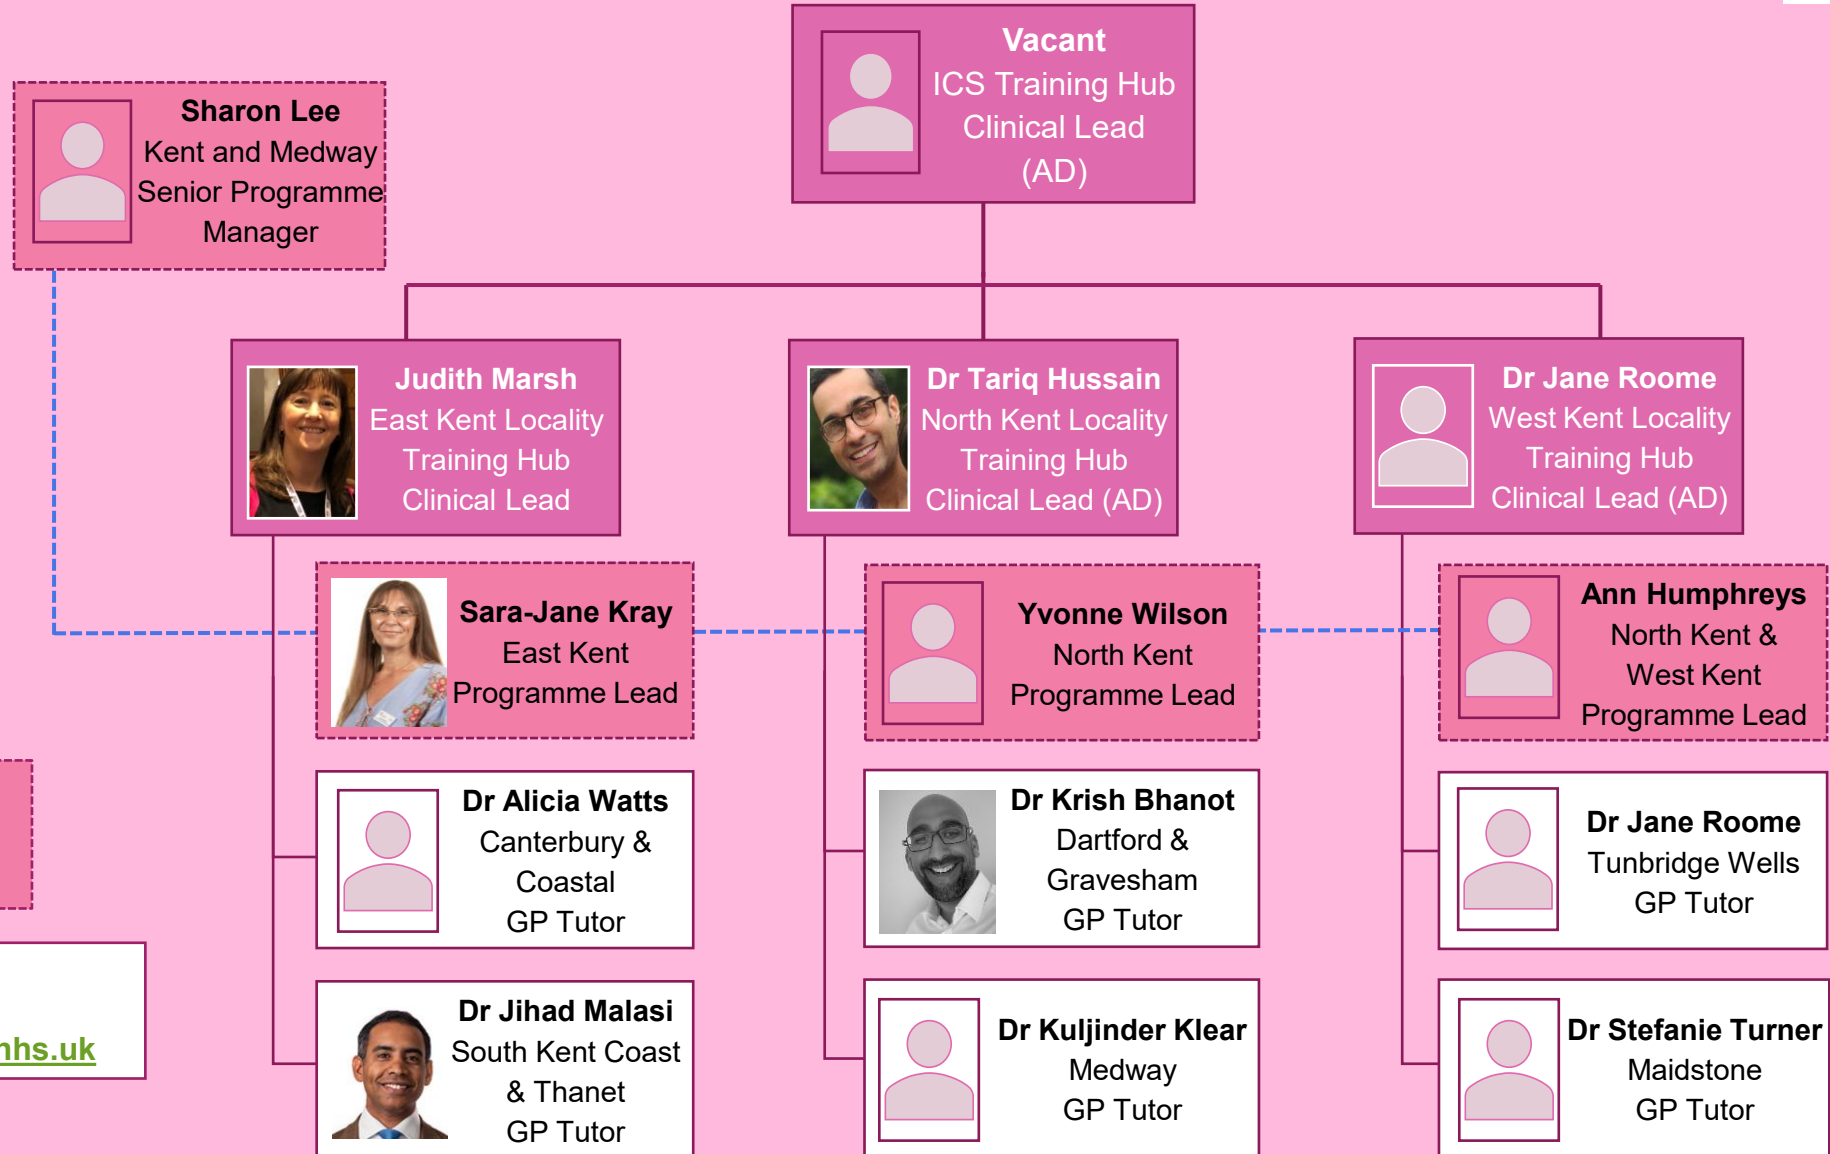 Vacant
ICS Training Hub
Clinical Lead
(AD)
Sharon Lee
Kent and Medway
Senior Programme
Manager
Judith Marsh
East Kent Locality
Training Hub
Clinical Lead
Dr Tariq Hussain
North Kent Locality
Training Hub
Clinical Lead (AD)
Dr Jane Roome
West Kent Locality
Training Hub
Clinical Lead (AD)
Sara-Jane Kray
East Kent
Programme Lead
Yvonne Wilson
North Kent
Programme Lead
Ann Humphreys
North Kent &
West Kent
Programme Lead
Dr Alicia Watts
Canterbury &
Coastal
GP Tutor
Dr Krish Bhanot
Dartford &
Gravesham
GP Tutor
Dr Jane Roome
Tunbridge Wells
GP Tutor
nhs.uk
Dr Jihad Malasi
South Kent Coast
& Thanet
GP Tutor
Dr Kuljinder Klear
Medway
GP Tutor
Dr Stefanie Turner
Maidstone
GP Tutor